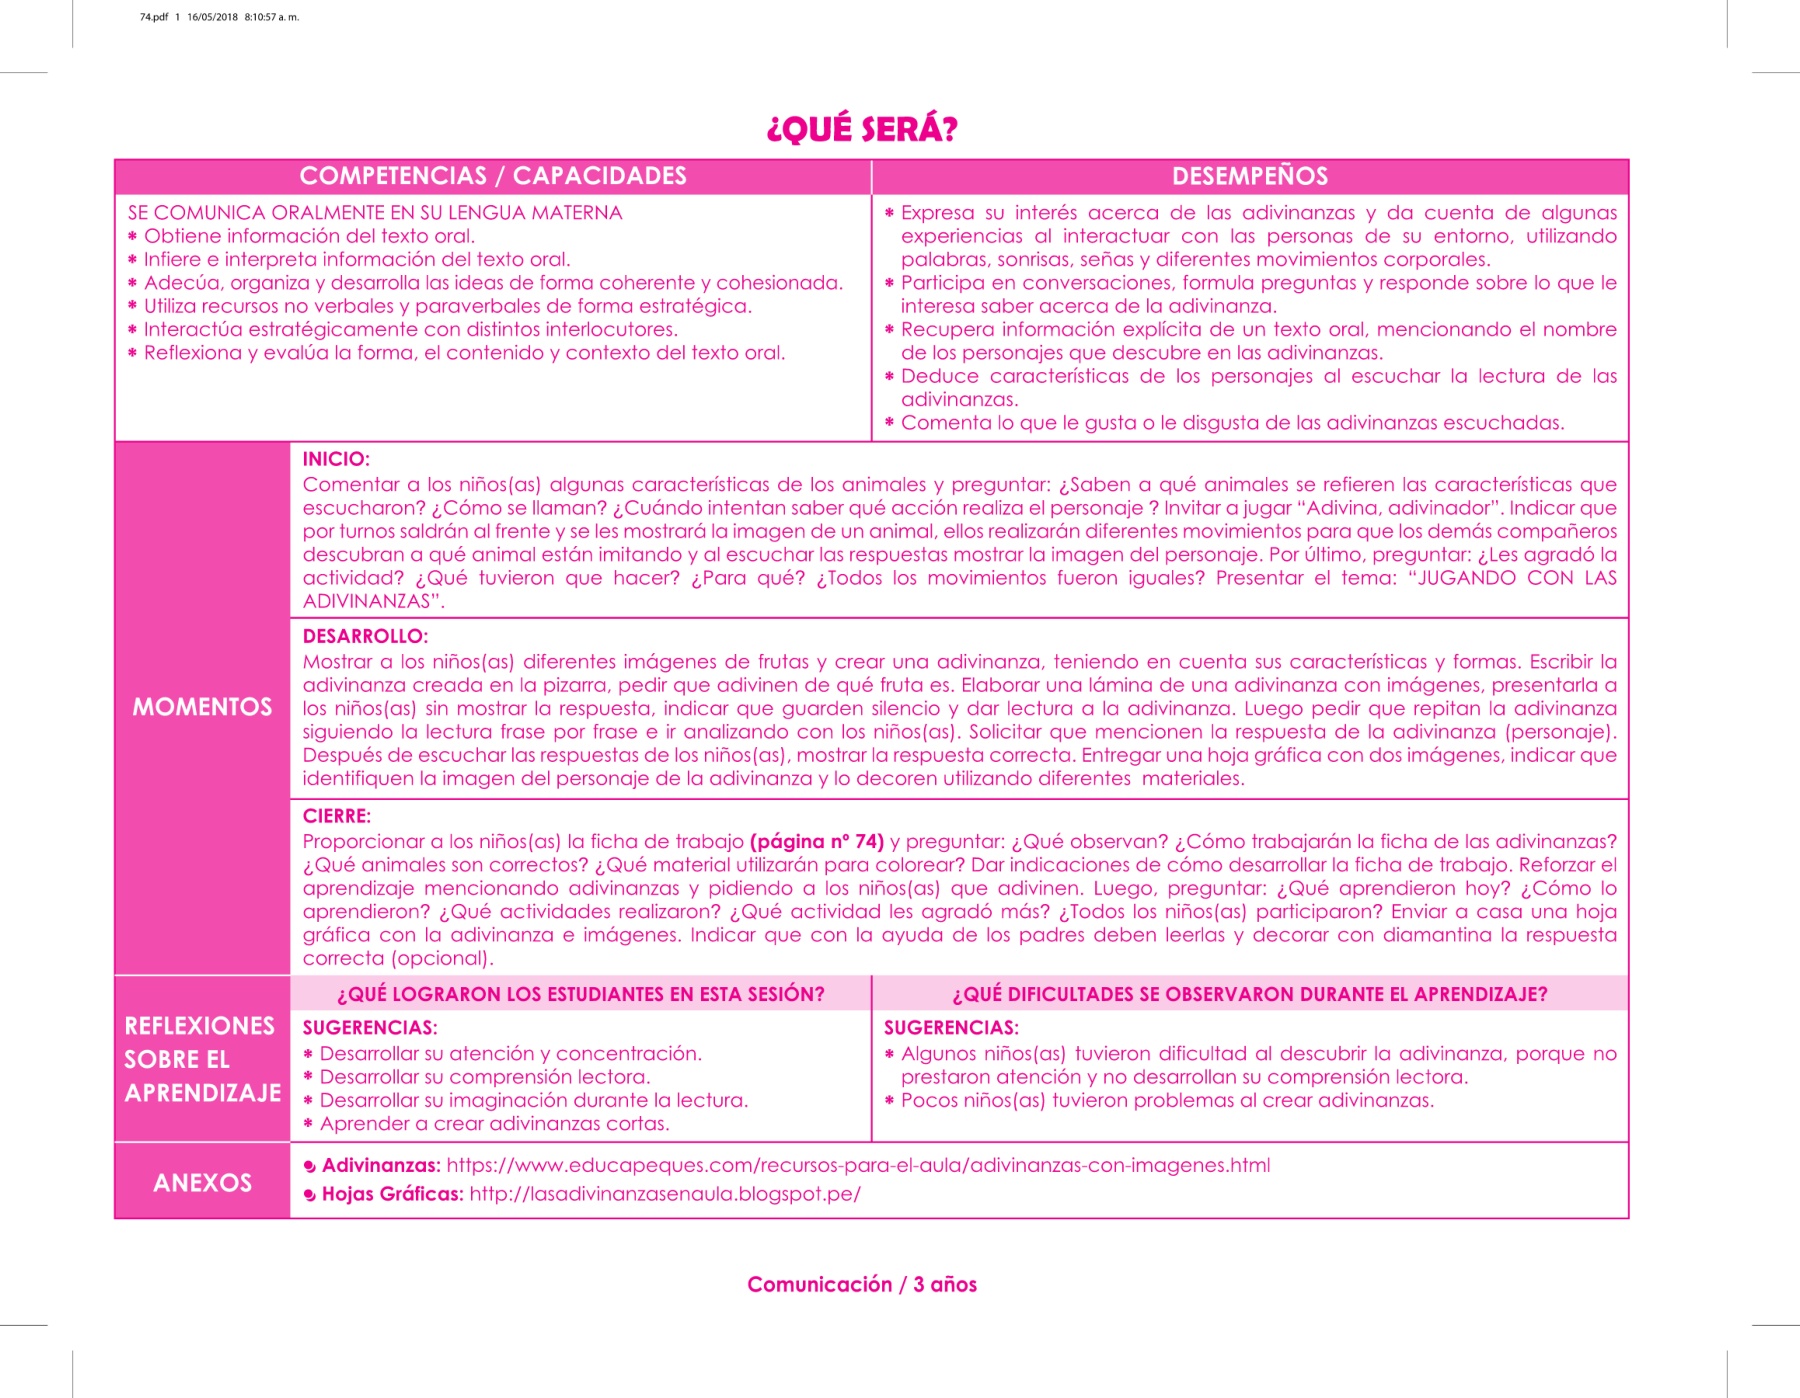 74.pdf 1 16/05/2018 8:10:57 a. m.
¿QUÉ SERÁ?
COMPETENCIAS / CAPACIDADES
DESEMPEÑOS
SE COMUNICA ORALMENTE EN SU LENGUA MATERNA
* Obtiene información del texto oral.
* Infiere e interpreta información del texto oral.
* Adecúa, organiza y desarrolla las ideas de forma coherente y cohesionada.
* Utiliza recursos no verbales y paraverbales de forma estratégica.
* Interactúa estratégicamente con distintos interlocutores.
* Reflexiona y evalúa la forma, el contenido y contexto del texto oral.
* Expresa su interés acerca de las adivinanzas y da cuenta de algunas
experiencias al interactuar con las personas de su entorno, utilizando
palabras, sonrisas, señas y diferentes movimientos corporales.
* Participa en conversaciones, formula preguntas y responde sobre lo que le
interesa saber acerca de la adivinanza.
* Recupera información explícita de un texto oral, mencionando el nombre
de los personajes que descubre en las adivinanzas.
* Deduce características de los personajes al escuchar la lectura de las
adivinanzas.
* Comenta lo que le gusta o le disgusta de las adivinanzas escuchadas.
MOMENTOS
INICIO:
Comentar a los niños(as) algunas características de los animales y preguntar: ¿Saben a qué animales se refieren las características que
escucharon? ¿Cómo se llaman? ¿Cuándo intentan saber qué acción realiza el personaje ? Invitar a jugar “Adivina, adivinador”. Indicar que
por turnos saldrán al frente y se les mostrará la imagen de un animal, ellos realizarán diferentes movimientos para que los demás compañeros
descubran a qué animal están imitando y al escuchar las respuestas mostrar la imagen del personaje. Por último, preguntar: ¿Les agradó la
actividad? ¿Qué tuvieron que hacer? ¿Para qué? ¿Todos los movimientos fueron iguales? Presentar el tema: “JUGANDO CON LAS
ADIVINANZAS”.
DESARROLLO:
Mostrar a los niños(as) diferentes imágenes de frutas y crear una adivinanza, teniendo en cuenta sus características y formas. Escribir la
adivinanza creada en la pizarra, pedir que adivinen de qué fruta es. Elaborar una lámina de una adivinanza con imágenes, presentarla a
los niños(as) sin mostrar la respuesta, indicar que guarden silencio y dar lectura a la adivinanza. Luego pedir que repitan la adivinanza
siguiendo la lectura frase por frase e ir analizando con los niños(as). Solicitar que mencionen la respuesta de la adivinanza (personaje).
Después de escuchar las respuestas de los niños(as), mostrar la respuesta correcta. Entregar una hoja gráfica con dos imágenes, indicar que
identifiquen la imagen del personaje de la adivinanza y lo decoren utilizando diferentes materiales.
CIERRE:
Proporcionar a los niños(as) la ficha de trabajo (página nº 74) y preguntar: ¿Qué observan? ¿Cómo trabajarán la ficha de las adivinanzas?
¿Qué animales son correctos? ¿Qué material utilizarán para colorear? Dar indicaciones de cómo desarrollar la ficha de trabajo. Reforzar el
aprendizaje mencionando adivinanzas y pidiendo a los niños(as) que adivinen. Luego, preguntar: ¿Qué aprendieron hoy? ¿Cómo lo
aprendieron? ¿Qué actividades realizaron? ¿Qué actividad les agradó más? ¿Todos los niños(as) participaron? Enviar a casa una hoja
gráfica con la adivinanza e imágenes. Indicar que con la ayuda de los padres deben leerlas y decorar con diamantina la respuesta
correcta (opcional).
REFLEXIONES
SOBRE EL
APRENDIZAJE
¿QUÉ LOGRARON LOS ESTUDIANTES EN ESTA SESIÓN?
SUGERENCIAS:
* Desarrollar su atención y concentración.
* Desarrollar su comprensión lectora.
* Desarrollar su imaginación durante la lectura.
* Aprender a crear adivinanzas cortas.
¿QUÉ DIFICULTADES SE OBSERVARON DURANTE EL APRENDIZAJE?
SUGERENCIAS:
* Algunos niños(as) tuvieron dificultad al descubrir la adivinanza, porque no
prestaron atención y no desarrollan su comprensión lectora.
* Pocos niños(as) tuvieron problemas al crear adivinanzas.
ANEXOS
Adivinanzas: https://www.educapeques.com/recursos-para-el-aula/adivinanzas-con-imagenes.html
Hojas Gráficas: http://lasadivinanzasenaula.blogspot.pe/
Comunicación / 3 años